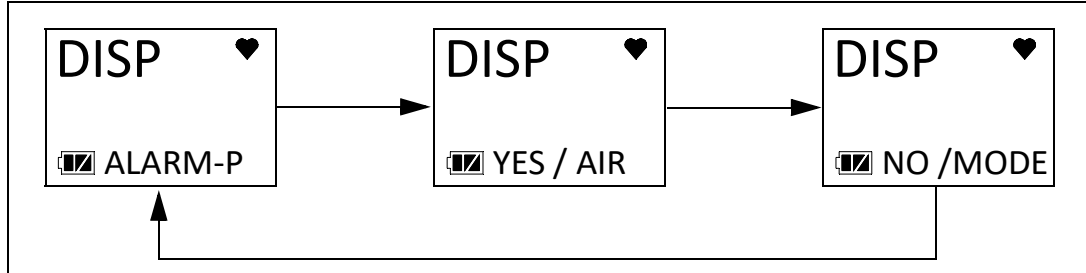 DISP
ALARM-P
DISP
YES / AIR
DISP
NO /MODE